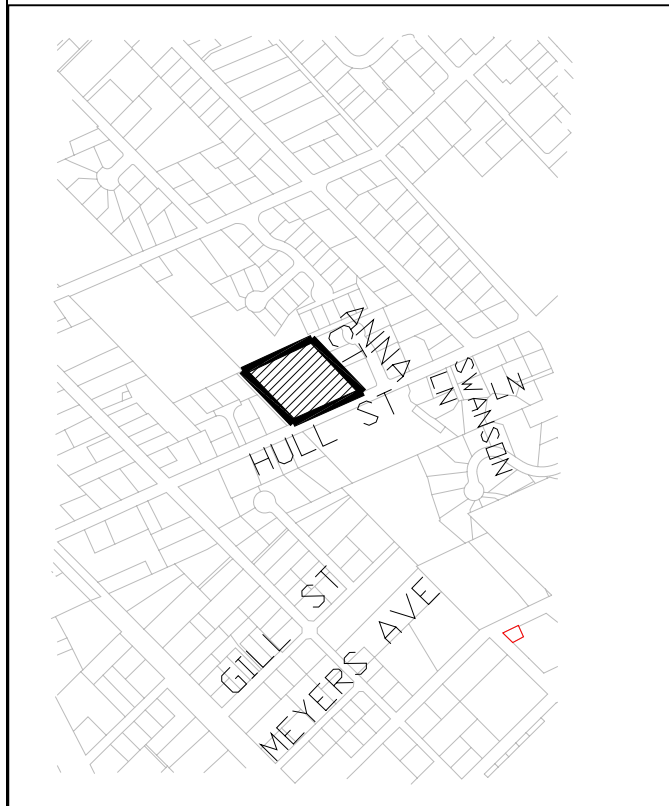 ANNA
CT
SWANSON
LN
LN
HULL ST
GILL ST
MEYERS AVE